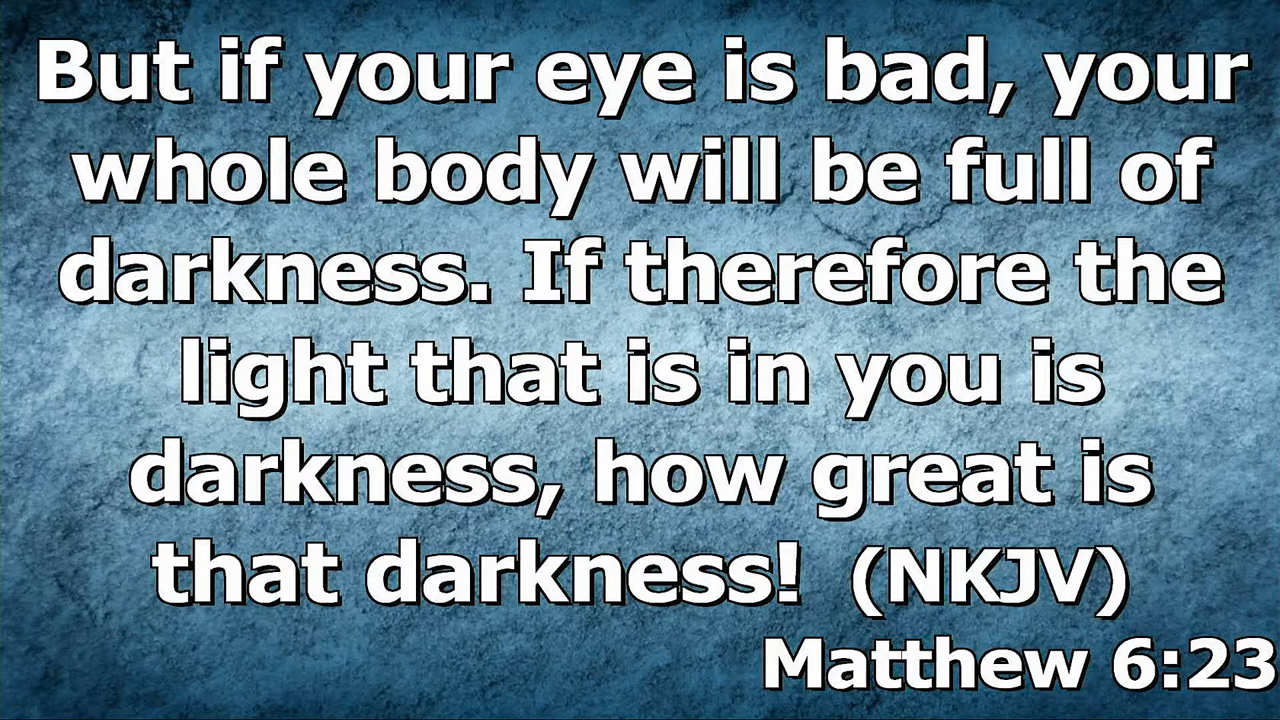 But if your eye is bad, your
whole body will be full of
darkness. If therefore the
light that is in you is
darkness, how great is
that darkness! (NKJV)
Matthew 6:23